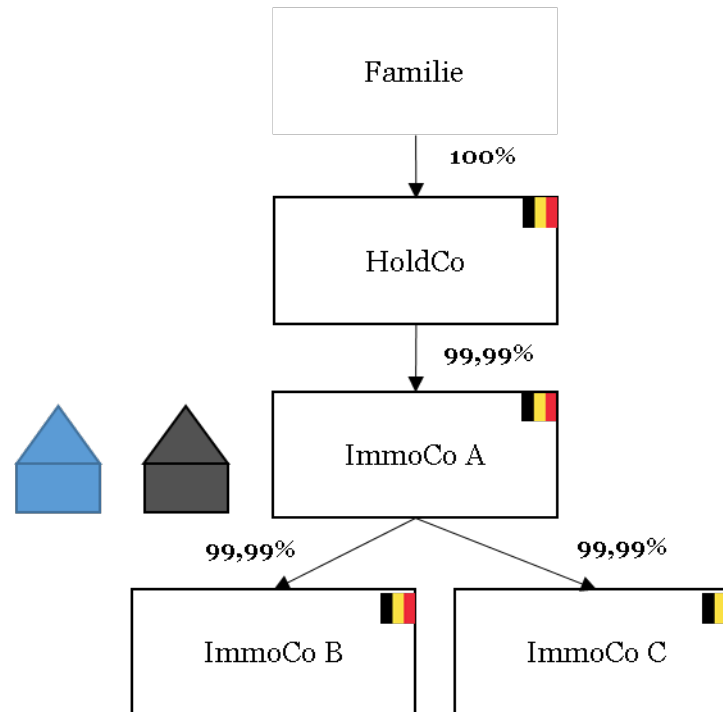 Familie
100%
HoldCo
99,99%
ImmoCo A
99,99%
99,99%
ImmoCo B
ImmoCo C